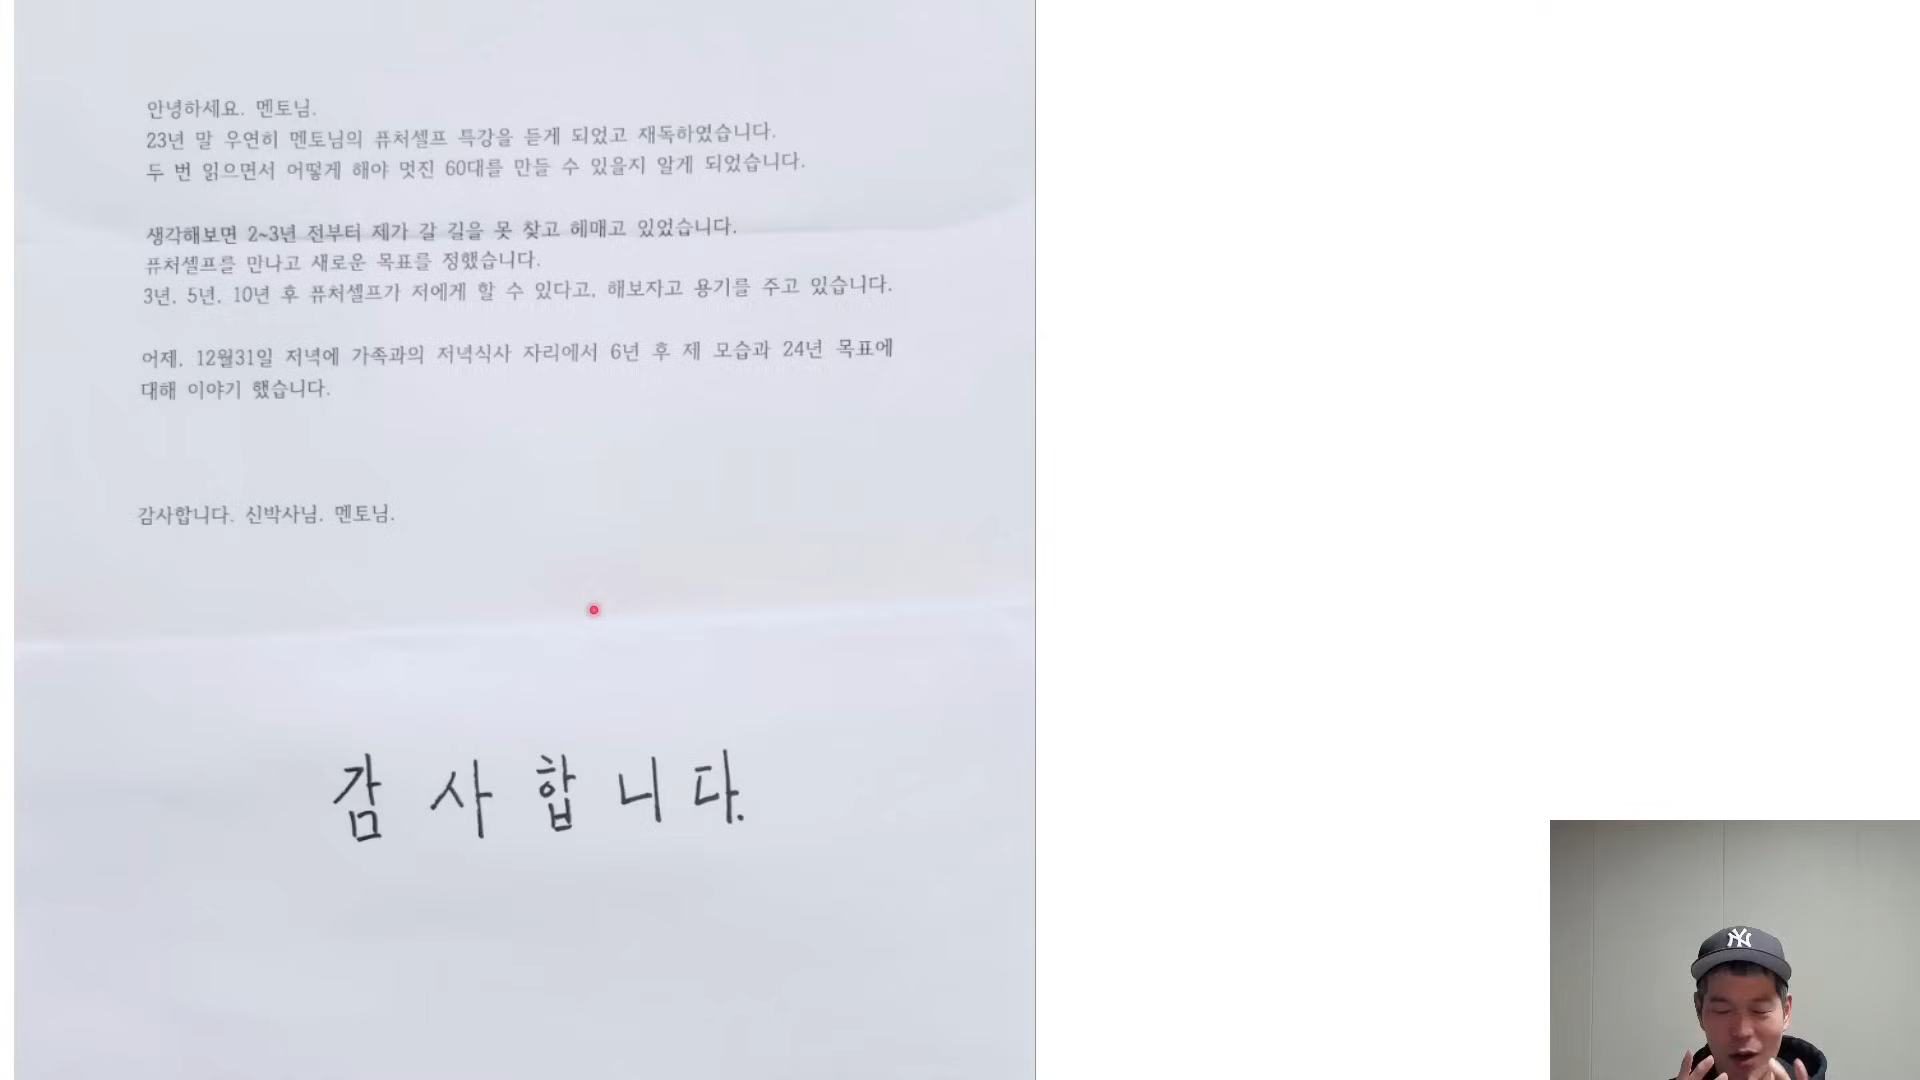 안녕하세요. 멘토님.
23년 말 우연히 멘토님의 퓨처셀프 특강을 듣게 되었고 재독하였습니다.
두 번 읽으면서 어떻게 해야 멋진 60대를 만들 수 있을지 알게 되었습니다.
생각해보면 2~3년 전부터 제가 갈 길을 못 찾고 헤매고 있었습니다.
퓨처셀프를 만나고 새로운 목표를 정했습니다.
3년, 5년, 10년 후 퓨처셀프가 저에게 할 수 있다고, 해보자고 용기를 주고 있습니다.
어제, 12월31일 저녁에 가족과의 저녁식사 자리에서 6년 후 제 모습과 24년 목표에
대해 이야기 했습니다.
감사합니다. 신박사님. 멘토님.
감사합니다.
NY